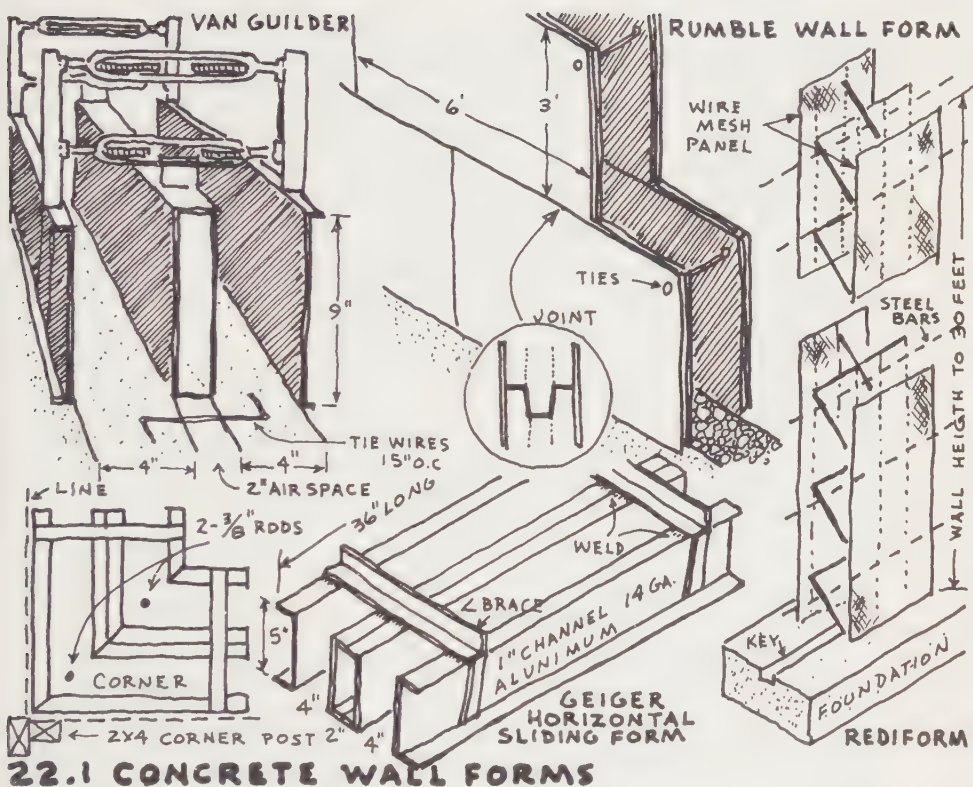 VAN GUILDER
9"
4"
4"
TIE WIRES
15" O.C
2" AIR SPACE
RUMBLE WALL FORM
6'
3'
TIES
JOINT
WIRE
MESH
PANEL
STEEL
BARS
WALL HEIGTH TO 30 FEET
KEY
FOUNDATION
REDIFORM
LINE
2-3/8" RODS
CORNER
2X4 CORNER POST
36" LONG
5"
4"
2"
4"
WELD
BRACE
1" CHANNEL 14 GA.
ALUNIMUM
GEIGER
HORIZONTAL
SLIDING FORM
22.1 CONCRETE WALL FORMS